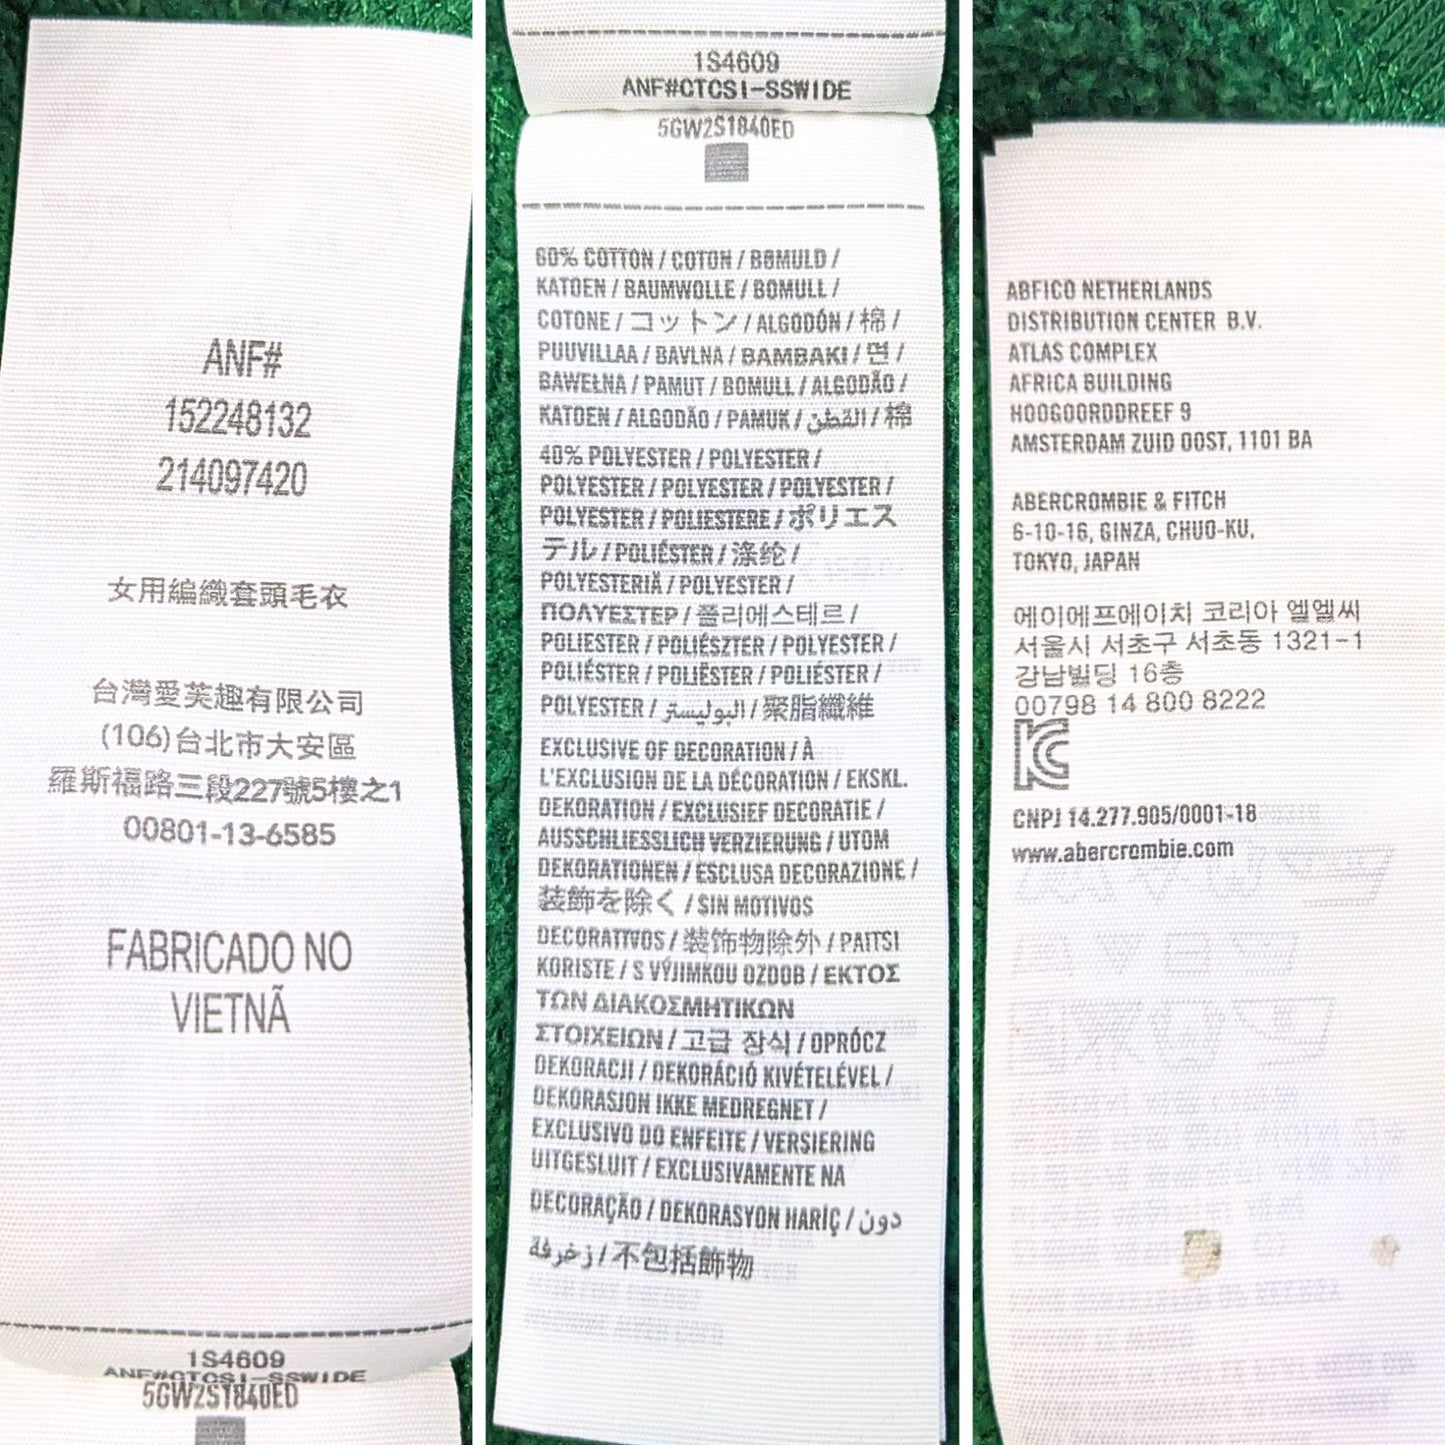 ANF#
152248132
214097420
女用編織套頭毛衣
台灣愛芙趣有限公司
(106)台北市大安區
羅斯福路三段227號5樓之1
00801-13-6585
FABRICADO NO
VIETNÃ
1S4609
ANF#CTCSI-SSWIDE
5GW2S1840ED
1S4609
ANF#CTCSI-SSWIDE
5GW2S1840ED
60% COTTON / COTON / BOMULD /
KATOEN / BAUMWOLLE / BOMULL /
COTONE / コットン / ALGODÓN / 棉 /
PUUVILLAA / BAVLNA / BAMBAKI / 면 /
BAWEŁNA / PAMUT / BOMULL / ALGODÃO /
KATOEN / ALGODÃO / PAMUK / القطن / 棉
40% POLYESTER / POLYESTER /
POLYESTER / POLYESTER / POLYESTER /
POLYESTER / POLIESTERE / ポリエス
テル / POLIÉSTER / 涤纶 /
POLYESTERIÄ / POLYESTER /
ΠΟΛΥΕΣΤΕΡ / 폴리에스테르 /
POLIESTER / POLIÉSZTER / POLYESTER /
POLIÉSTER / POLIËSTER / POLIÉSTER /
POLYESTER / البوليستر / 聚脂纖維
EXCLUSIVE OF DECORATION / À
L'EXCLUSION DE LA DÉCORATION / EKSKL.
DEKORATION / EXCLUSIEF DECORATIE /
AUSSCHLIESSLICH VERZIERUNG / UTOM
DEKORATIONEN / ESCLUSA DECORAZIONE /
装飾を除く / SIN MOTIVOS
DECORATIVOS / 装饰物除外 / PAITSI
KORISTE / S VÝJIMKOU OZDOB / ΕΚΤΟΣ
ΤΩΝ ΔΙΑΚΟΣΜΗΤΙΚΩΝ
ΣΤΟΙΧΕΙΩΝ / 고급 장식 / OPRÓCZ
DEKORACJI / DEKORÁCIÓ KIVÉTELÉVEL /
DEKORASJON IKKE MEDREGNET /
EXCLUSIVO DO ENFEITE / VERSIERING
UITGESLUIT / EXCLUSIVAMENTE NA
DECORAÇÃO / DEKORASYON HARİÇ / دون
زخرفة / 不包括飾物
ABFICO NETHERLANDS
DISTRIBUTION CENTER B.V.
ATLAS COMPLEX
AFRICA BUILDING
HOOGOORDDREEF 9
AMSTERDAM ZUID OOST, 1101 BA
ABERCROMBIE & FITCH
6-10-16, GINZA, CHUO-KU,
TOKYO, JAPAN
에이에프에이치 코리아 엘엘씨
서울시 서초구 서초동 1321-1
강남빌딩 16층
00798 14 800 8222
CNPJ 14.277.905/0001-18
www.abercrombie.com